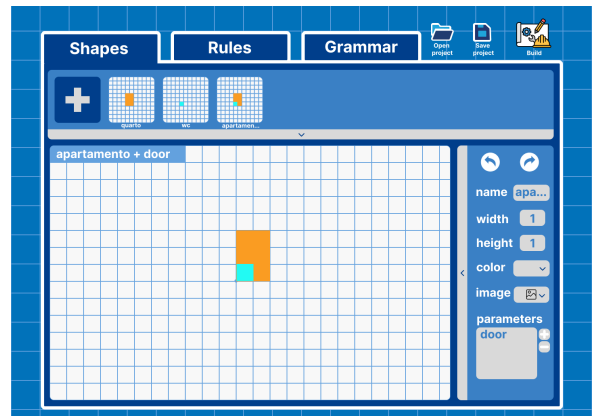 Shapes
Rules
Grammar
Open
project
Save
project
Build
quarto
wc
apartamen...
apartamento + door
name apa...
width 1
height 1
color
image
parameters
door